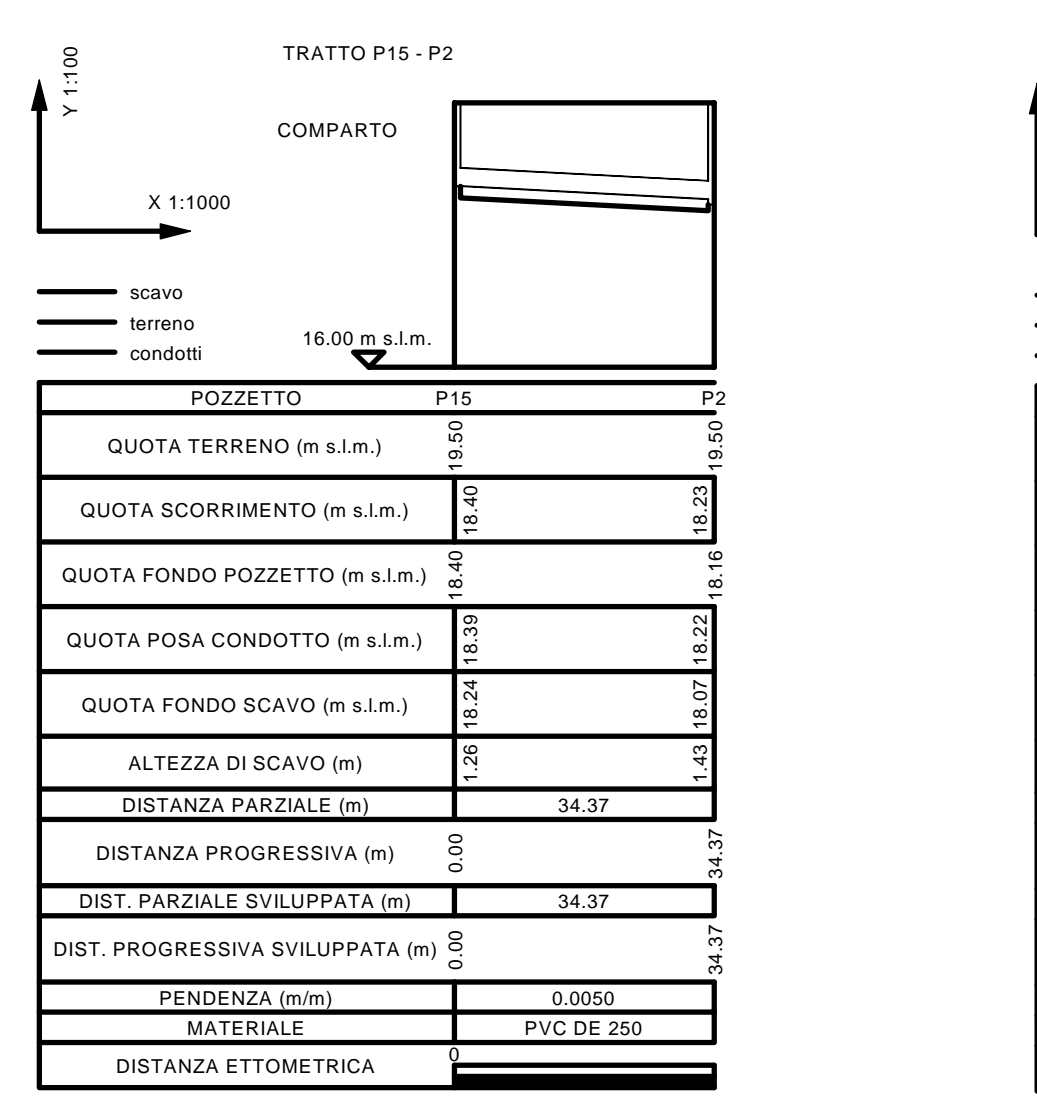 TRATTO P15 - P2
Y 1:100
COMPARTO
X 1:1000
scavo
terreno
condotti
16.00 m s.l.m.
POZZETTO P15 P2
QUOTA TERRENO (m s.l.m.) 19.50 19.50
QUOTA SCORRIMENTO (m s.l.m.) 18.40 18.23
QUOTA FONDO POZZETTO (m s.l.m.) 18.40 18.16
QUOTA POSA CONDOTTO (m s.l.m.) 18.39 18.22
QUOTA FONDO SCAVO (m s.l.m.) 18.24 18.07
ALTEZZA DI SCAVO (m) 1.26 1.43
DISTANZA PARZIALE (m) 34.37
DISTANZA PROGRESSIVA (m) 0.00 34.37
DIST. PARZIALE SVILUPPATA (m) 34.37
DIST. PROGRESSIVA SVILUPPATA (m) 0.00 34.37
PENDENZA (m/m) 0.0050
MATERIALE PVC DE 250
DISTANZA ETTOMETRICA 0